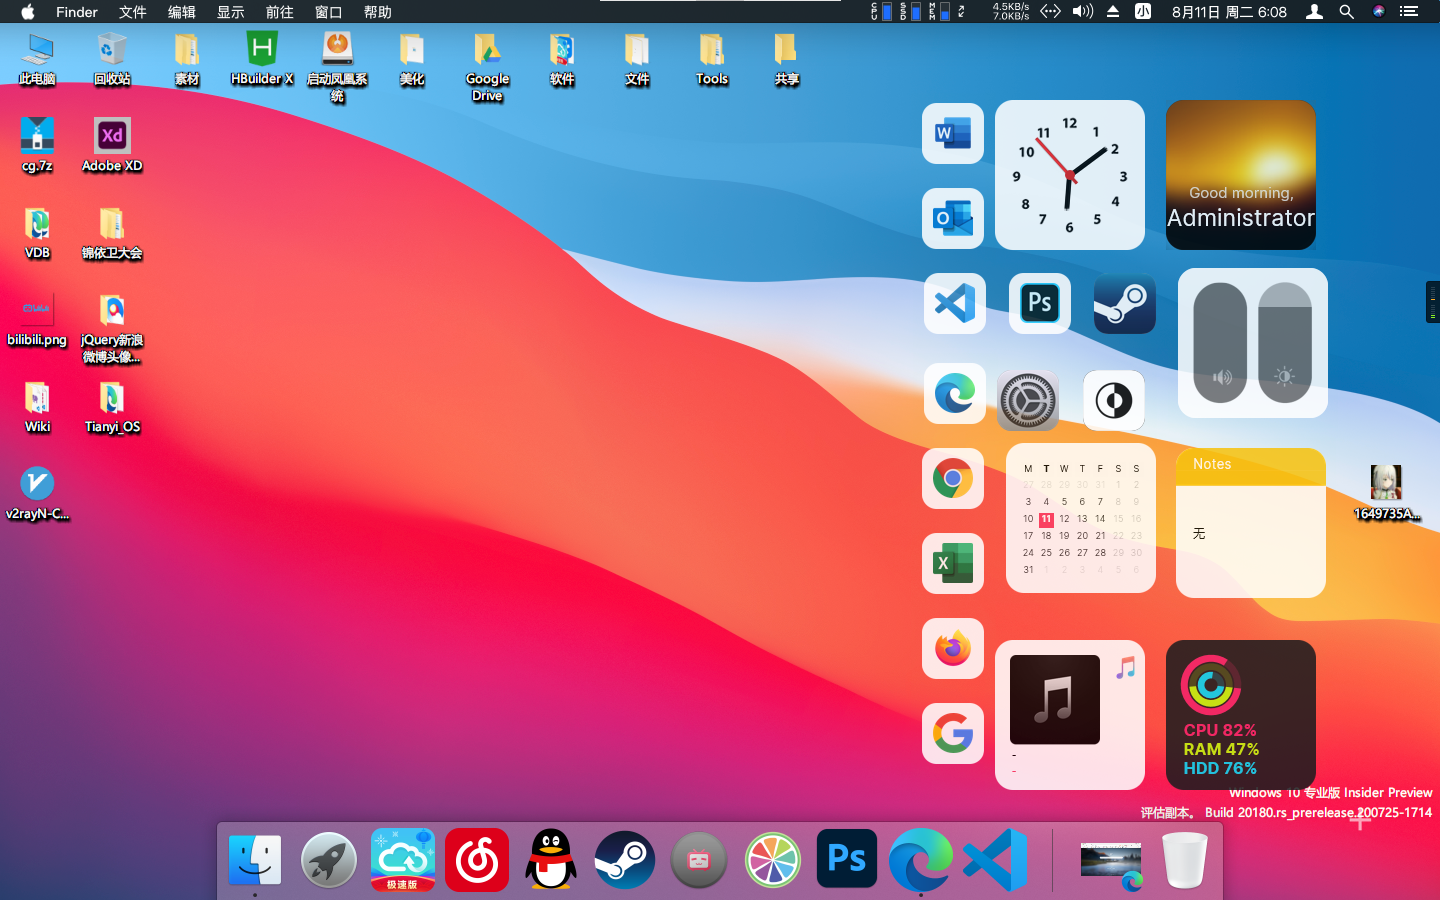 Finder 文件 编辑 显示 前往 窗口 帮助
CPU SSD MEM 4.5KB/s 7.0KB/s 小 8月11日 周二 6:08
此电脑 回收站 素材 HBuilder X 启动凤凰系统 美化 Google Drive 软件 文件 Tools 共享
cg.7z Adobe XD
VDB 锦依卫大会
bilibili.png jQuery新浪微博头像...
Wiki Tianyi_OS
v2rayN-C...
12 1 2 3 4 5 6 7 8 9 10 11
Good morning,
Administrator
Ps
M T W T F S S
27 28 29 30 31 1 2
3 4 5 6 7 8 9
10 11 12 13 14 15 16
17 18 19 20 21 22 23
24 25 26 27 28 29 30
31 1 2 3 4 5 6
Notes
无
1649735A...
-
-
CPU 82%
RAM 47%
HDD 76%
Windows 10 专业版 Insider Preview
评估副本。 Build 20180.rs_prerelease.200725-1714
极速版
Ps